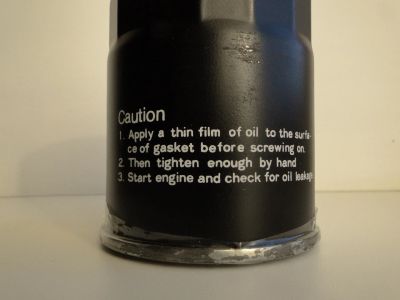 Caution
1. Apply a thin film of oil to the surfa-
ce of gasket before screwing on.
2. Then tighten enough by hand
3. Start engine and check for oil leakage